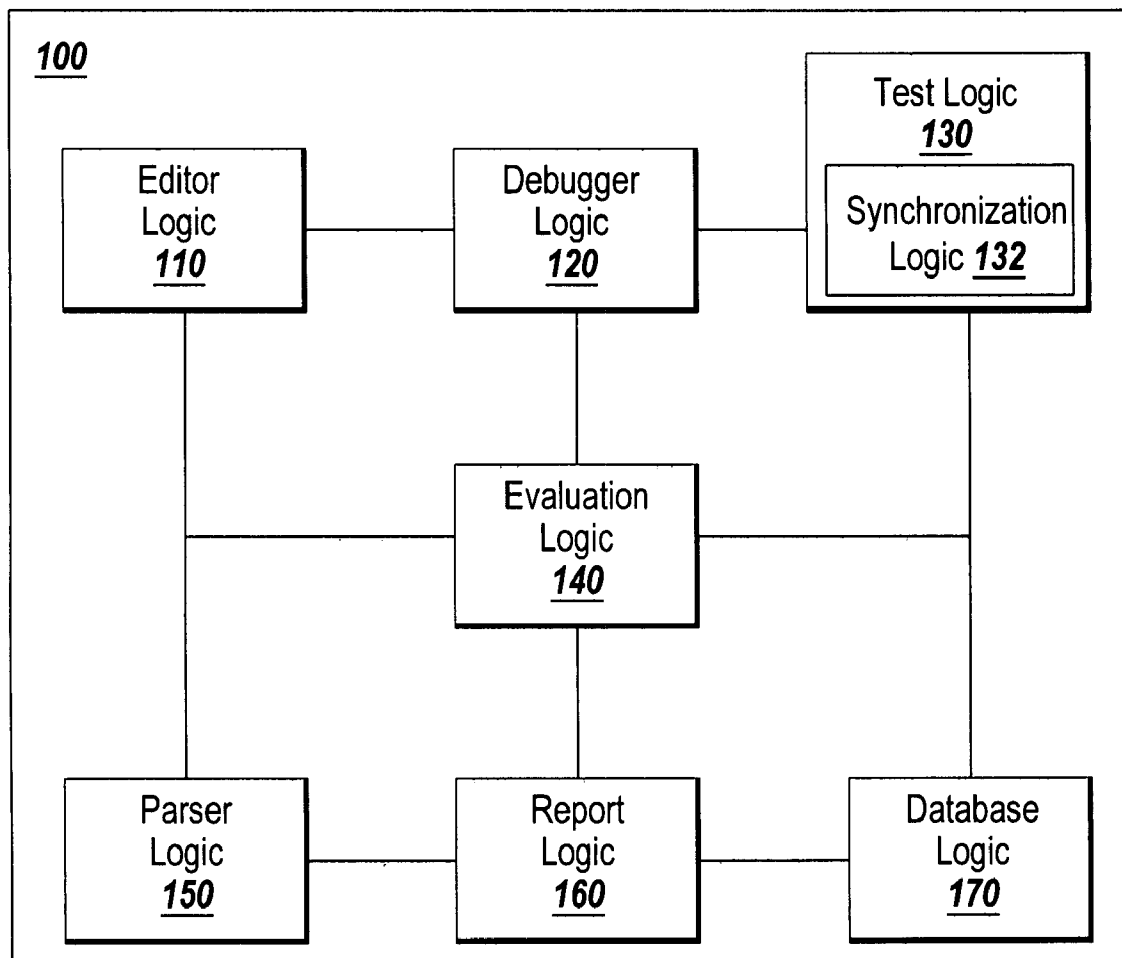 100
Test Logic
130
Synchronization
Logic 132
Editor
Logic
110
Debugger
Logic
120
Evaluation
Logic
140
Parser
Logic
150
Report
Logic
160
Database
Logic
170